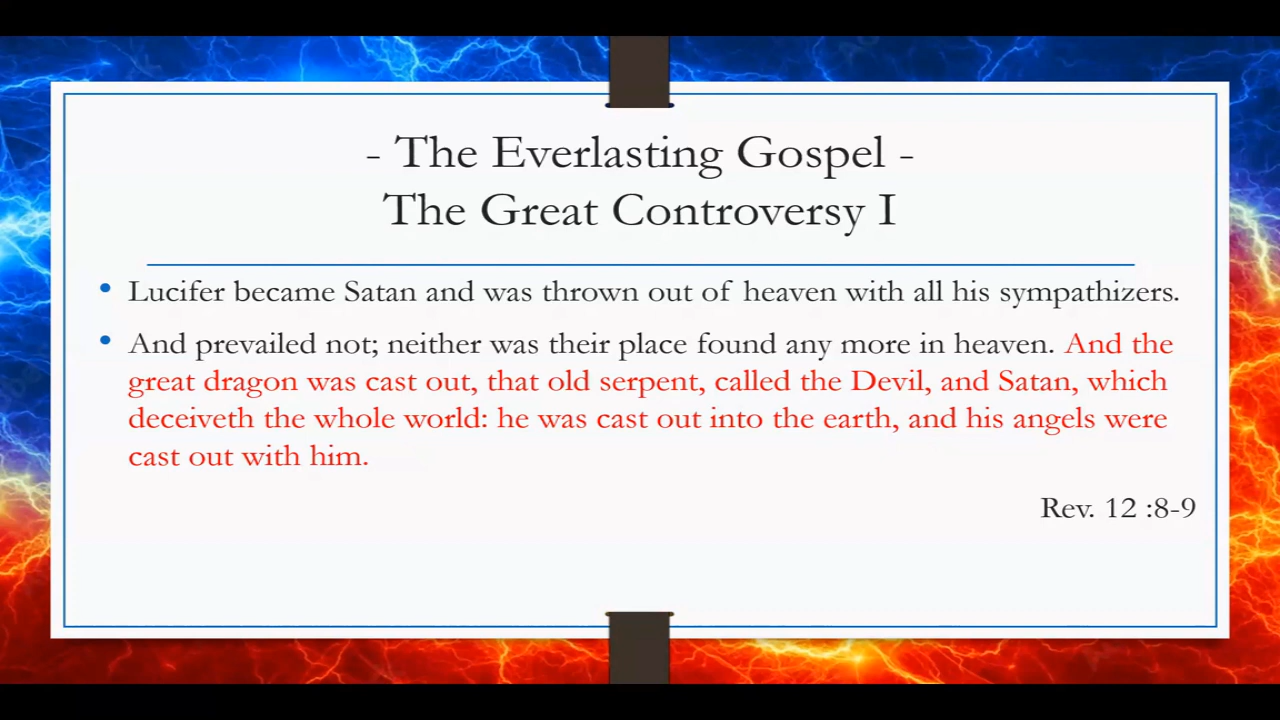 - The Everlasting Gospel -
The Great Controversy I
• Lucifer became Satan and was thrown out of heaven with all his sympathizers.
• And prevailed not; neither was their place found any more in heaven. And the
great dragon was cast out, that old serpent, called the Devil, and Satan, which
deceiveth the whole world: he was cast out into the earth, and his angels were
cast out with him.
Rev. 12 :8-9